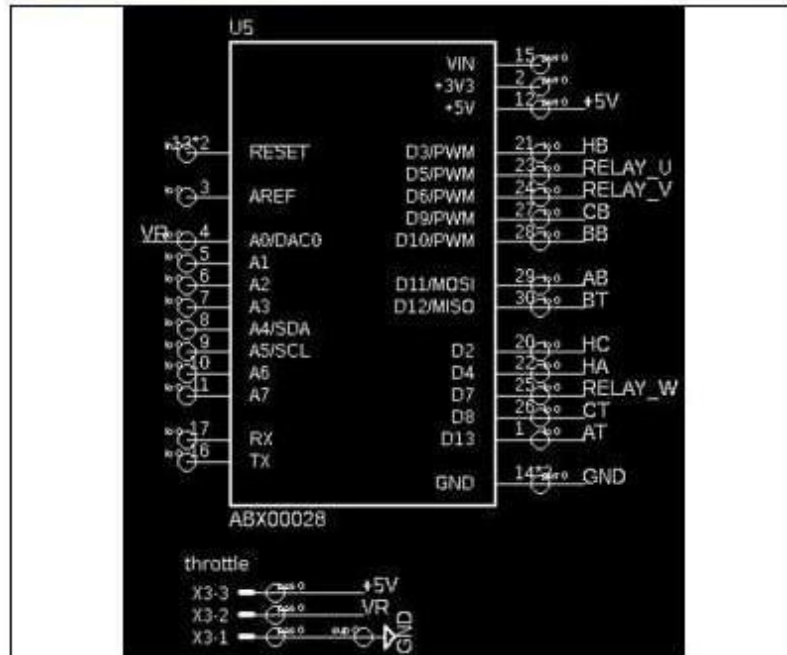 U5
VIN 15
+3V3 2
+5V 12 +5V
13*2 RESET D3/PWM 21 HB
D5/PWM 23 RELAY_U
3 AREF D6/PWM 24 RELAY_V
D9/PWM 27 CB
VR 4 A0/DAC0 D10/PWM 28 BB
5 A1
6 A2 D11/MOSI 29 AB
7 A3 D12/MISO 30 BT
8 A4/SDA
9 A5/SCL D2 20 HC
10 A6 D4 22 HA
11 A7 D7 25 RELAY_W
D8 26 CT
17 RX D13 1 AT
16 TX
GND 14*2 GND
ABX00028
throttle
X3-3 +5V
X3-2 VR
X3-1 GND